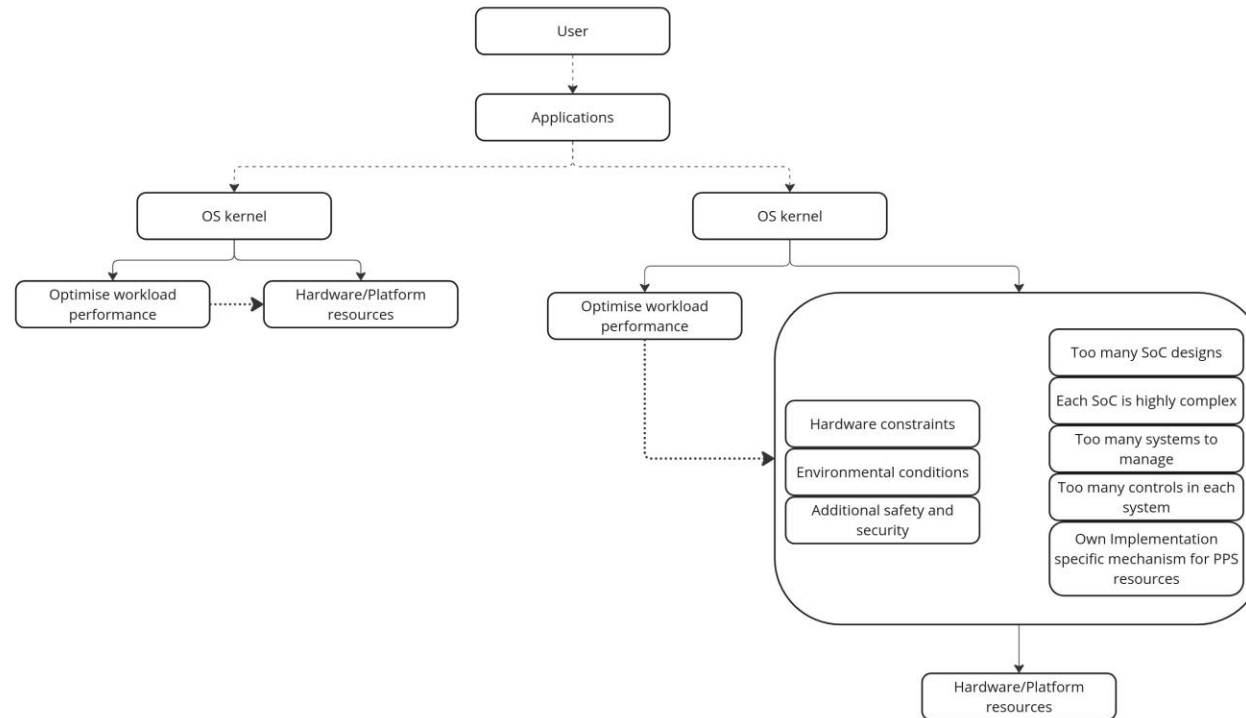 User
Applications
OS kernel
OS kernel
Optimise workload
performance
Hardware/Platform
resources
Optimise workload
performance
Hardware constraints
Environmental conditions
Additional safety and
security
Too many SoC designs
Each SoC is highly complex
Too many systems to
manage
Too many controls in each
system
Own Implementation
specific mechanism for PPS
resources
Hardware/Platform
resources